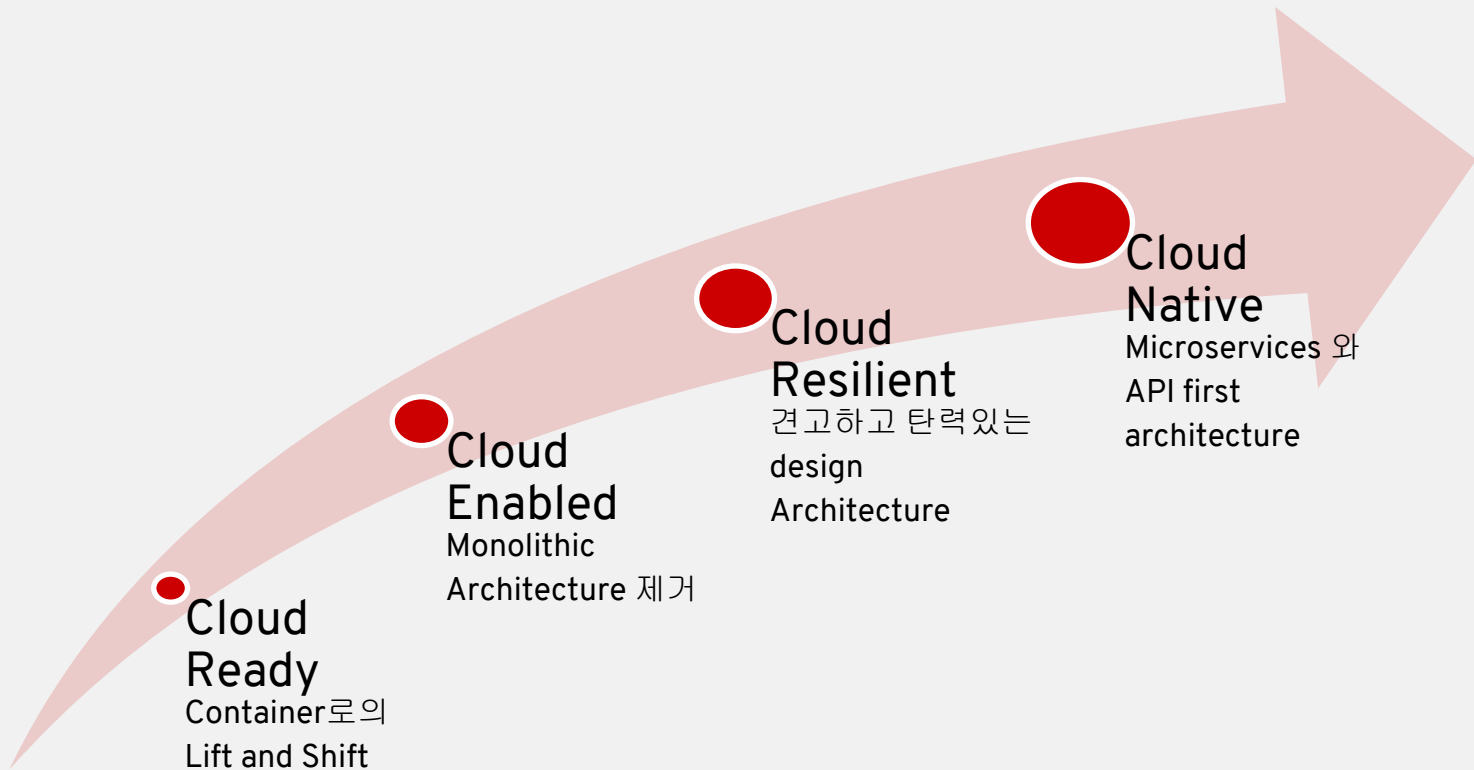 Cloud
Ready
Container로의
Lift and Shift
Cloud
Enabled
Monolithic
Architecture 제거
Cloud
Resilient
견고하고 탄력있는
design
Architecture
Cloud
Native
Microservices 와
API first
architecture